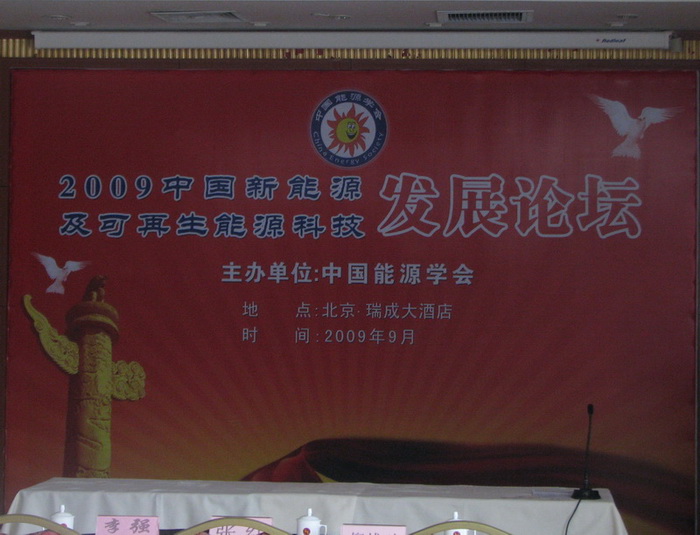 中国能源学会
China Energy Society
2009中国新能源
及可再生能源科技
发展论坛
主办单位:中国能源学会
地 点:北京·瑞成大酒店
时 间:2009年9月
李强